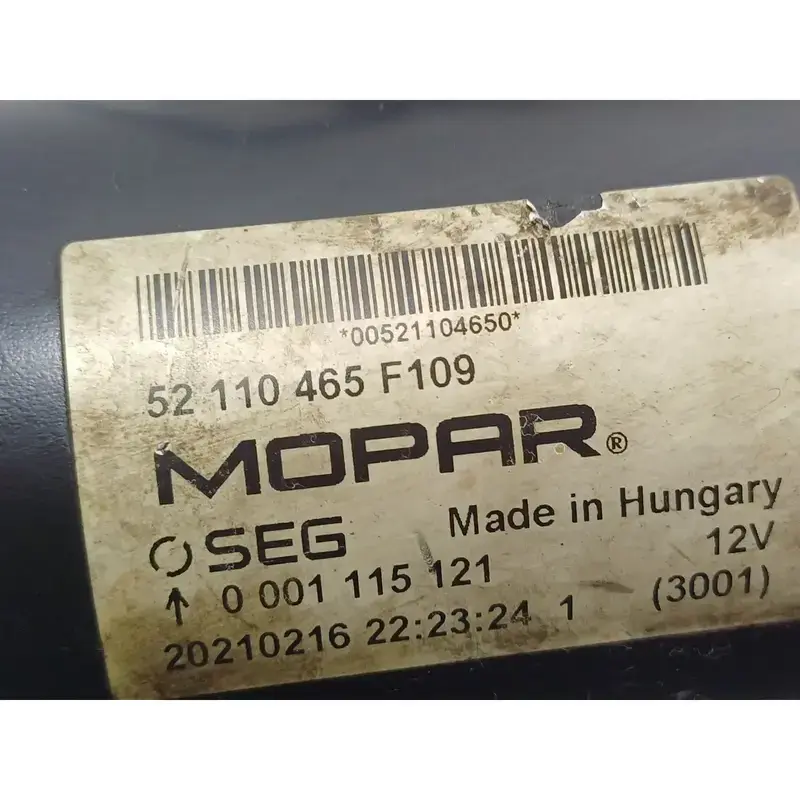 *00521104650*
52 110 465 F109
MOPAR®
SEG Made in Hungary
0 001 115 121 12V
20210216 22:23:24 1 (3001)